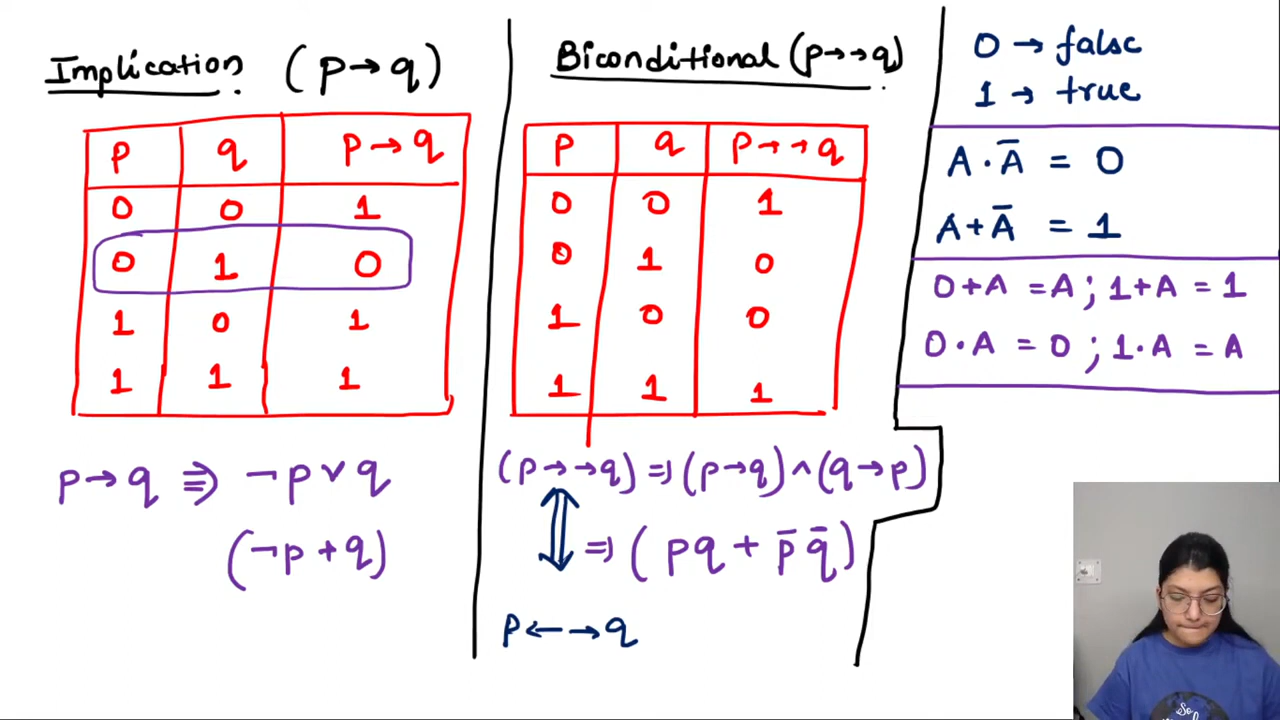 Implication (p→q)
p q p→q
0 0 1
0 1 0
1 0 1
1 1 1
p→q ⇛ ¬p∨q
(¬p+q)
Biconditional (p→→q)
p q p→→q
0 0 1
0 1 0
1 0 0
1 1 1
(p→→q) ⇒ (p→q)∧(q→p)
⇒ (pq + p̄ q̄)
p←→q
0 → false
1 → true
A·Ā = 0
A+Ā = 1
0+A = A ; 1+A = 1
0·A = 0 ; 1·A = A